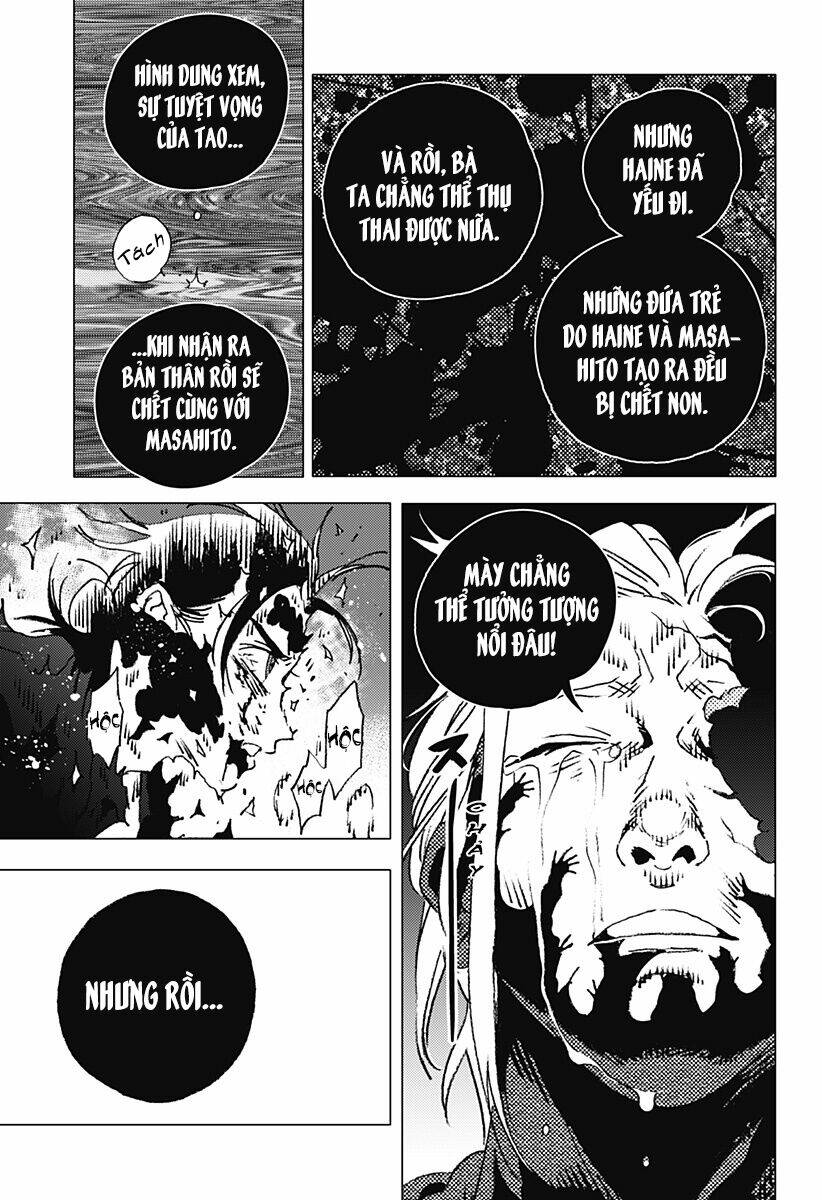 NHƯNG
HAINE ĐÃ
YẾU ĐI.
NHỮNG ĐỨA TRẺ
DO HAINE VÀ MASA-
HITO TẠO RA ĐỀU
BỊ CHẾT NON.
VÀ RỒI, BÀ
TA CHẲNG THỂ THỤ
THAI ĐƯỢC NỮA.
HÌNH DUNG XEM,
SỰ TUYỆT VỌNG
CỦA TAO...
TÁCH
...KHI NHẬN RA
BẢN THÂN RỒI SẼ
CHẾT CÙNG VỚI
MASAHITO.
MÀY CHẲNG
THỂ TƯỞNG TƯỢNG
NỔI ĐÂU!
ス
CHẢY
HỘC
HỘC
HỘC
NHƯNG RỒI...